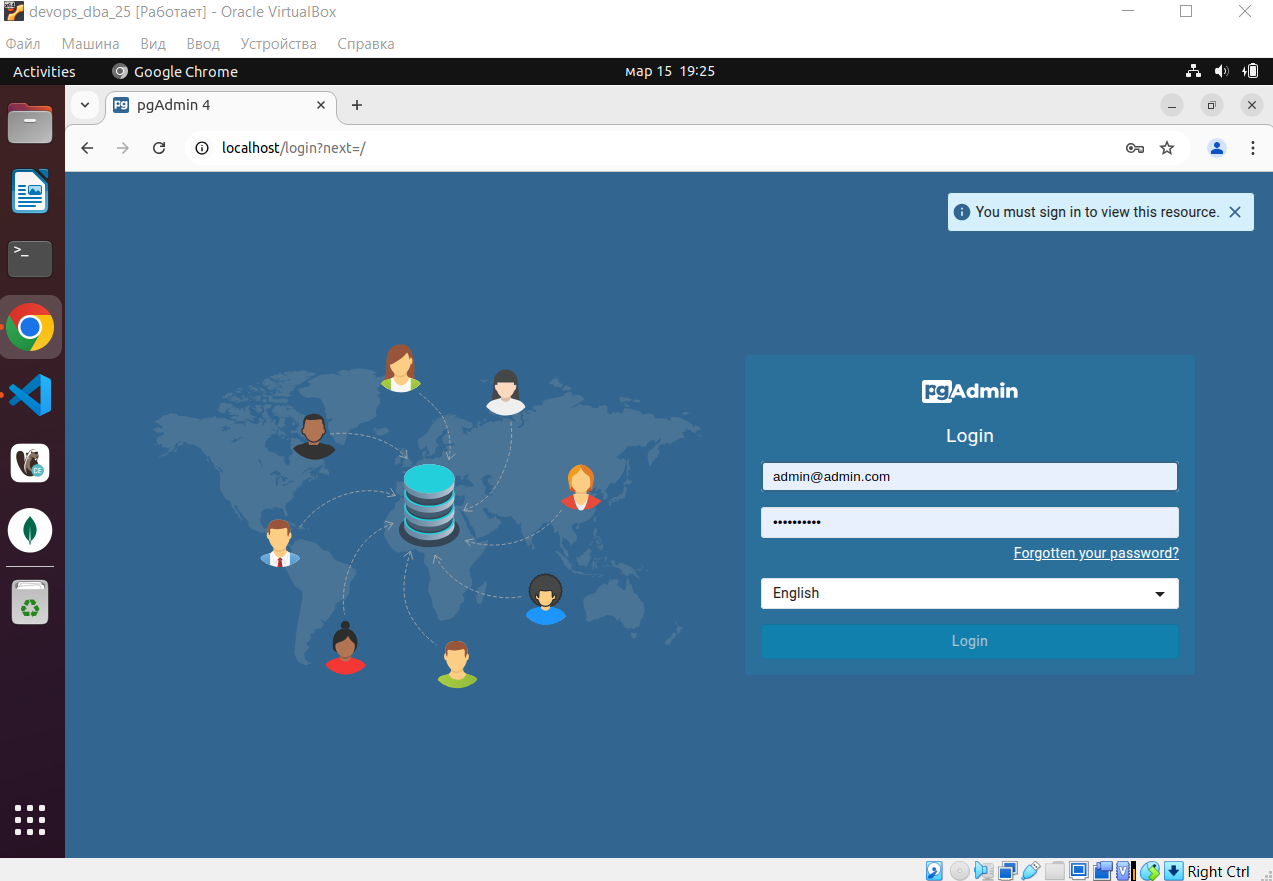 devops_dba_25 [Работает] - Oracle VirtualBox
Файл Машина Вид Ввод Устройства Справка
Activities Google Chrome мар 15 19:25
pgAdmin 4
localhost/login?next=/
You must sign in to view this resource.
pgAdmin
Login
admin@admin.com
••••••••••
Forgotten your password?
English
Login
Right Ctrl